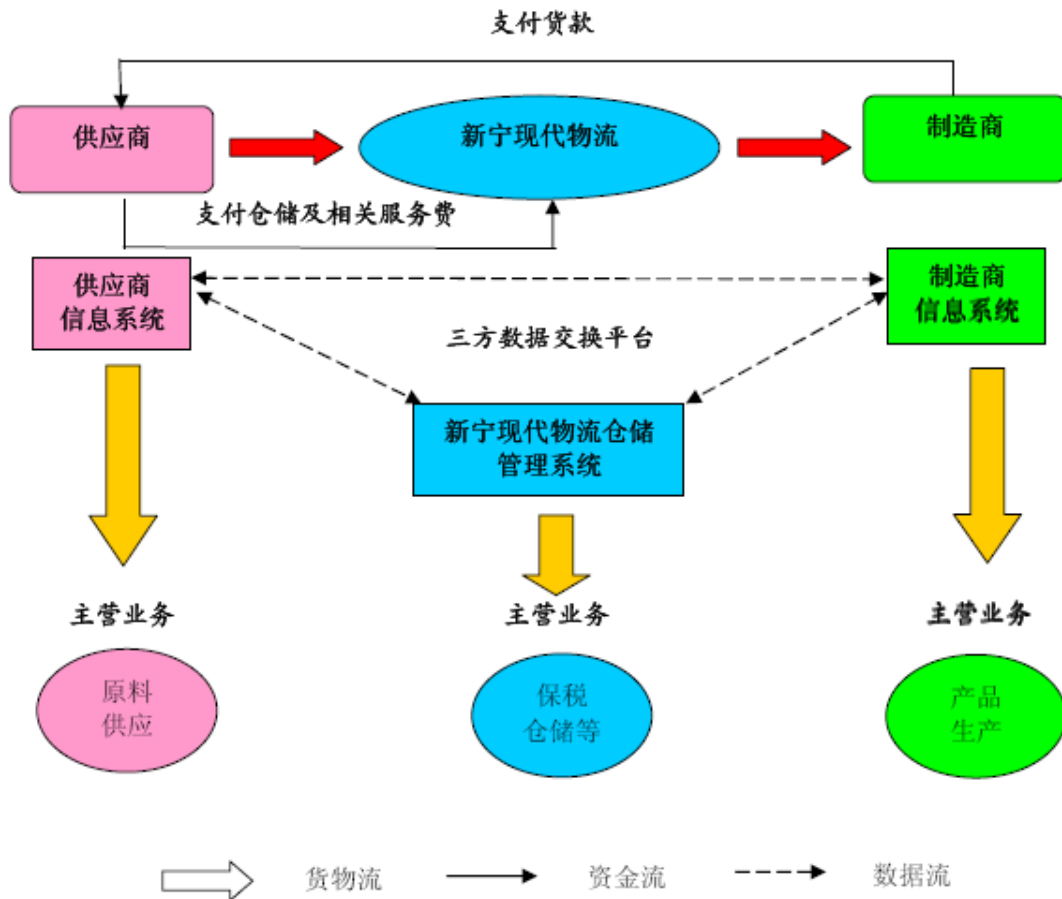 支付货款
供应商
新宁现代物流
制造商
支付仓储及相关服务费
供应商
信息系统
制造商
信息系统
三方数据交换平台
新宁现代物流仓储
管理系统
主营业务
主营业务
主营业务
原料
供应
保税
仓储等
产品
生产
货物流
资金流
数据流